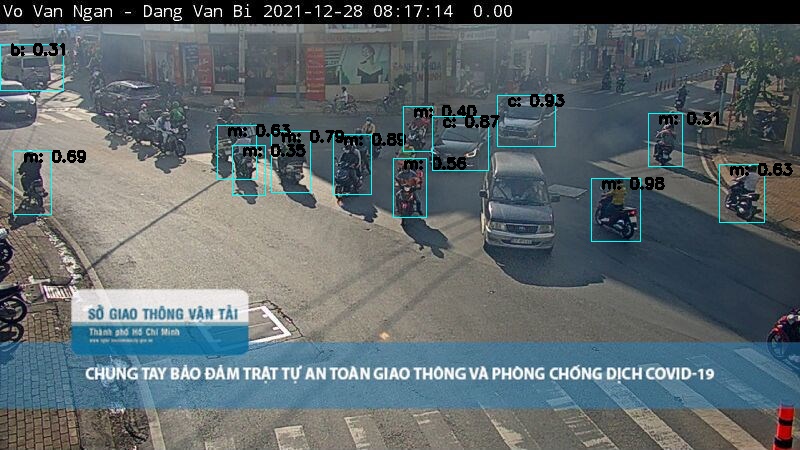 Vo Van Ngan - Dang Van Bi 2021-12-28 08:17:14 0.00
b: 0.31
c: 0.93
m: 0.40
c: 0.87
m: 0.31
m: 0.63
m: 0.79
m: 0.89
m: 0.35
m: 0.56
m: 0.69
m: 0.98
m: 0.63
SỞ GIAO THÔNG VẬN TẢI
Thành phố Hồ Chí Minh
CHUNG TAY BẢO ĐẢM TRẬT TỰ AN TOÀN GIAO THÔNG VÀ PHÒNG CHỐNG DỊCH COVID-19